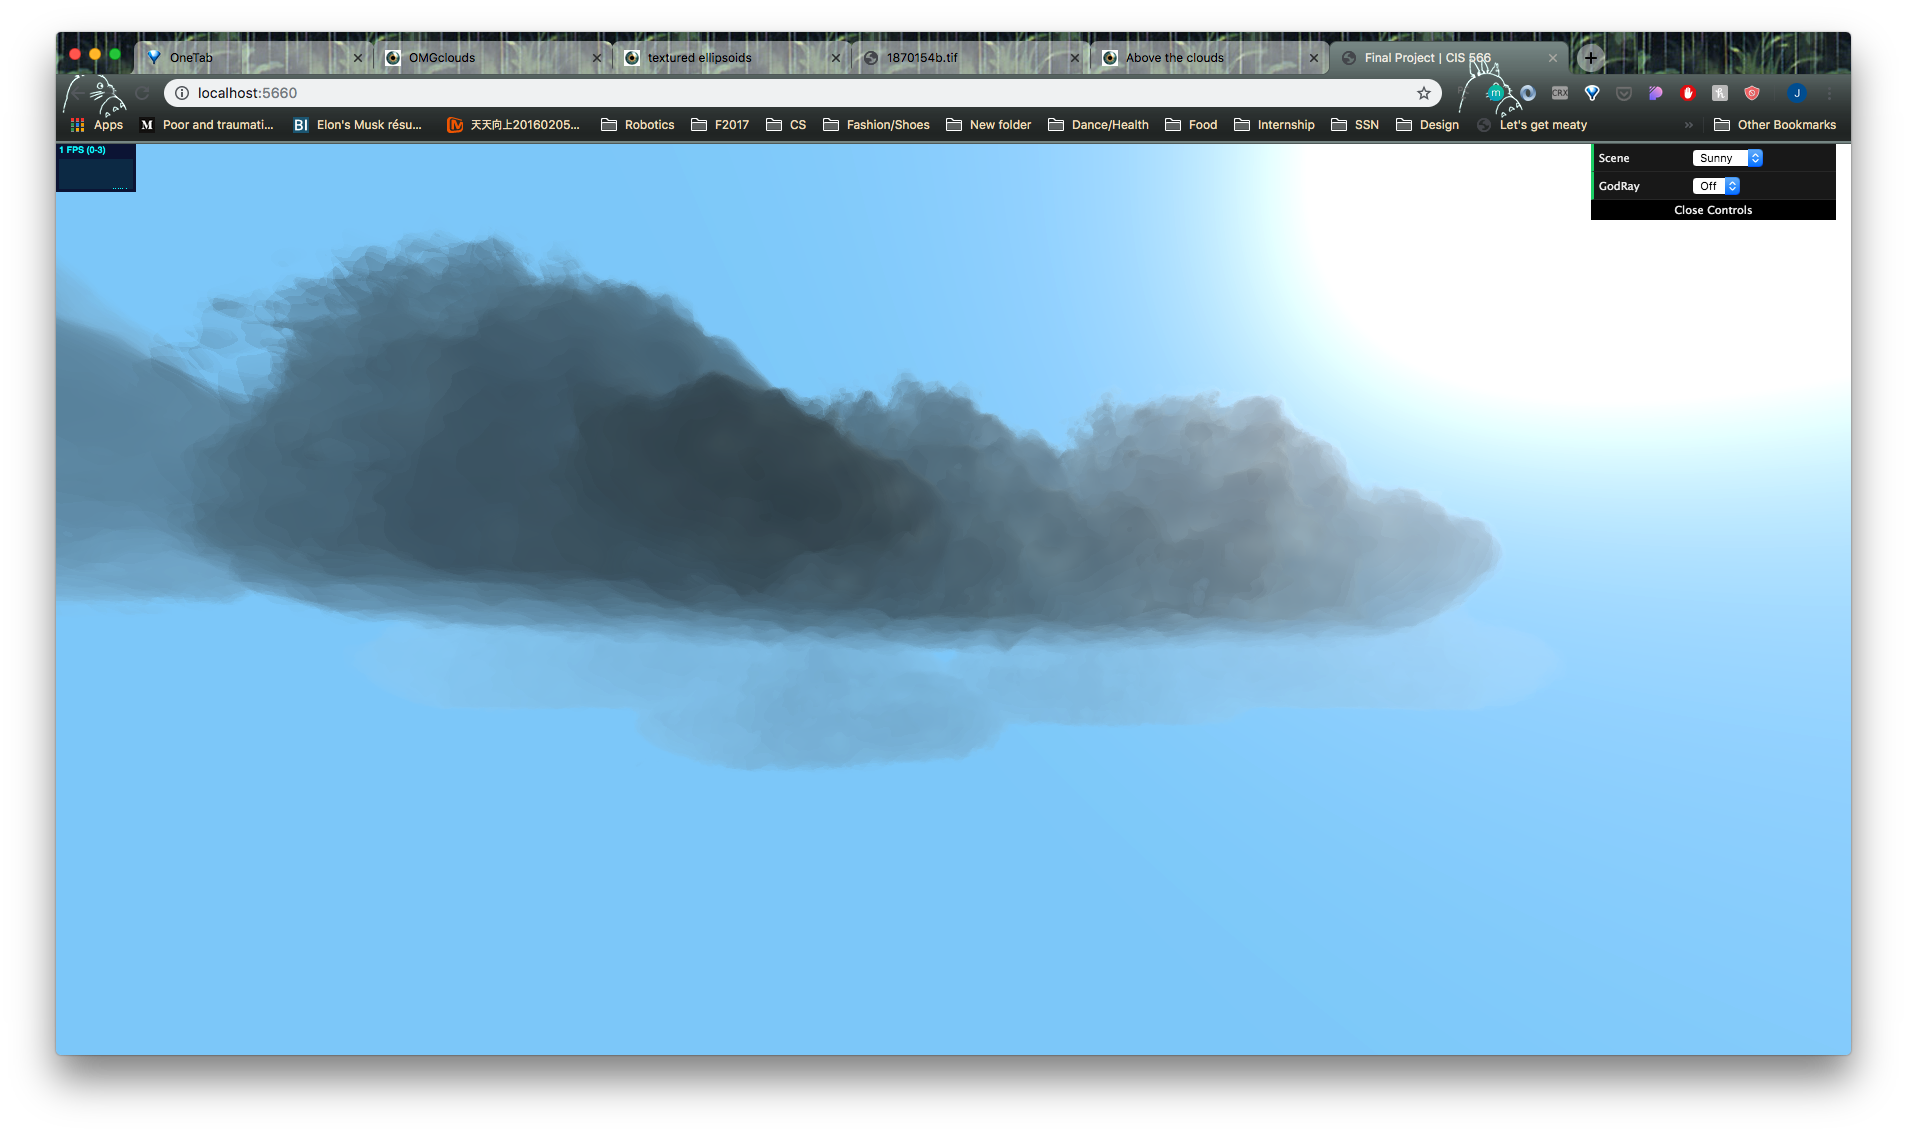 OneTab
OMGclouds
textured ellipsoids
1870154b.tif
Above the clouds
Final Project | CIS 566
localhost:5660
CRX
m
J
Apps
M Poor and traumati...
BI Elon's Musk résu...
天天向上20160205...
Robotics
F2017
CS
Fashion/Shoes
New folder
Dance/Health
Food
Internship
SSN
Design
Let's get meaty
»
Other Bookmarks
1 FPS (0-3)
Scene Sunny
GodRay Off
Close Controls